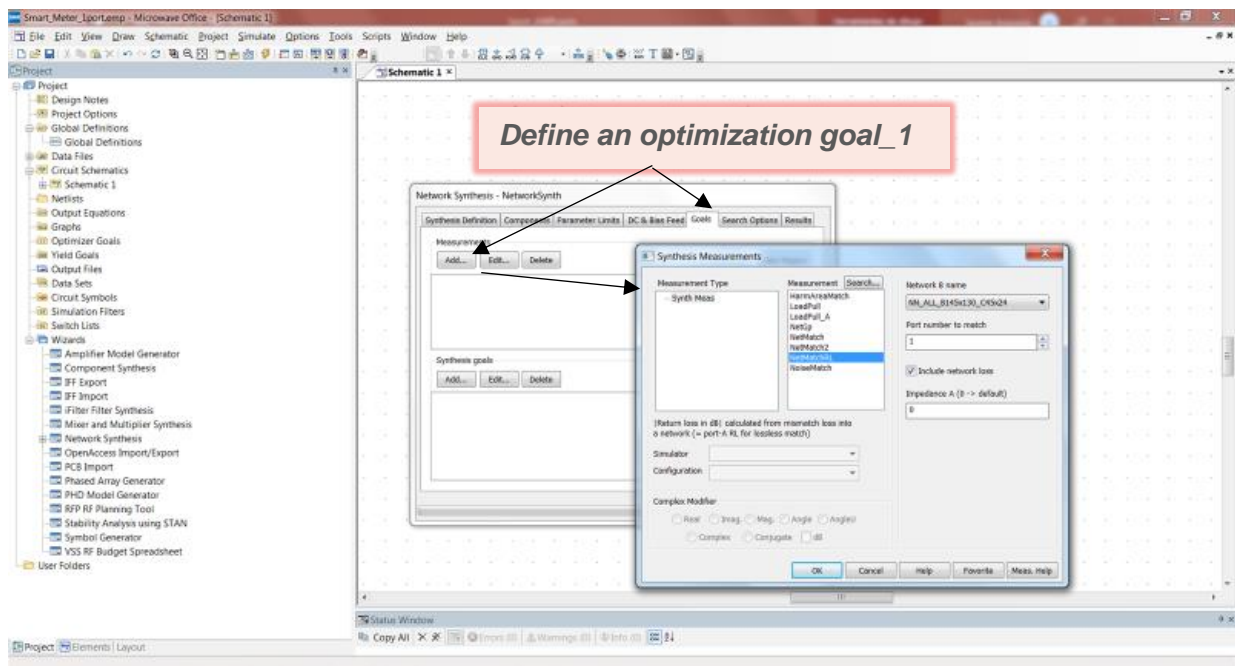 Smart_Meter_1port.emp - Microwave Office - [Schematic 1]
File Edit View Draw Schematic Project Simulate Options Tools Scripts Window Help
Project
Schematic 1
Project
Design Notes
Project Options
Global Definitions
Global Definitions
Data Files
Circuit Schematics
Schematic 1
Netlists
Output Equations
Graphs
Optimizer Goals
Yield Goals
Output Files
Data Sets
Circuit Symbols
Simulation Filters
Switch Lists
Wizards
Amplifier Model Generator
Component Synthesis
IFF Export
IFF Import
iFilter Filter Synthesis
Mixer and Multiplier Synthesis
Network Synthesis
OpenAccess Import/Export
PCB Import
Phased Array Generator
PHD Model Generator
RFP RF Planning Tool
Stability Analysis using STAN
Symbol Generator
VSS RF Budget Spreadsheet
User Folders
Define an optimization goal_1
Network Synthesis - NetworkSynth
Synthesis Definition Components Parameter Limits DC & Bias Feed Goals Search Options Results
Measurements
Add... Edit... Delete
Synthesis goals
Add... Edit... Delete
Synthesis Measurements
Measurement Type
Synth Meas
Measurement Search...
HarmAreaMatch
LoadPull
LoadPull_A
NetGp
NetMatch
NetMatch2
NetMatchRL
NoiseMatch
Network B name
NN_ALL_B145x130_C45x24
Port number to match
1
Include network loss
Impedance A (0 -> default)
0
|Return loss in dB| calculated from mismatch loss into
a network (= port-A RL for lossless match)
Simulator
Configuration
Complex Modifier
Real Imag. Mag. Angle AngleU
Complex Conjugate dB
OK Cancel Help Favorite Meas. Help
Status Window
Copy All Errors (0) Warnings (0) Info (0)
Project Elements Layout